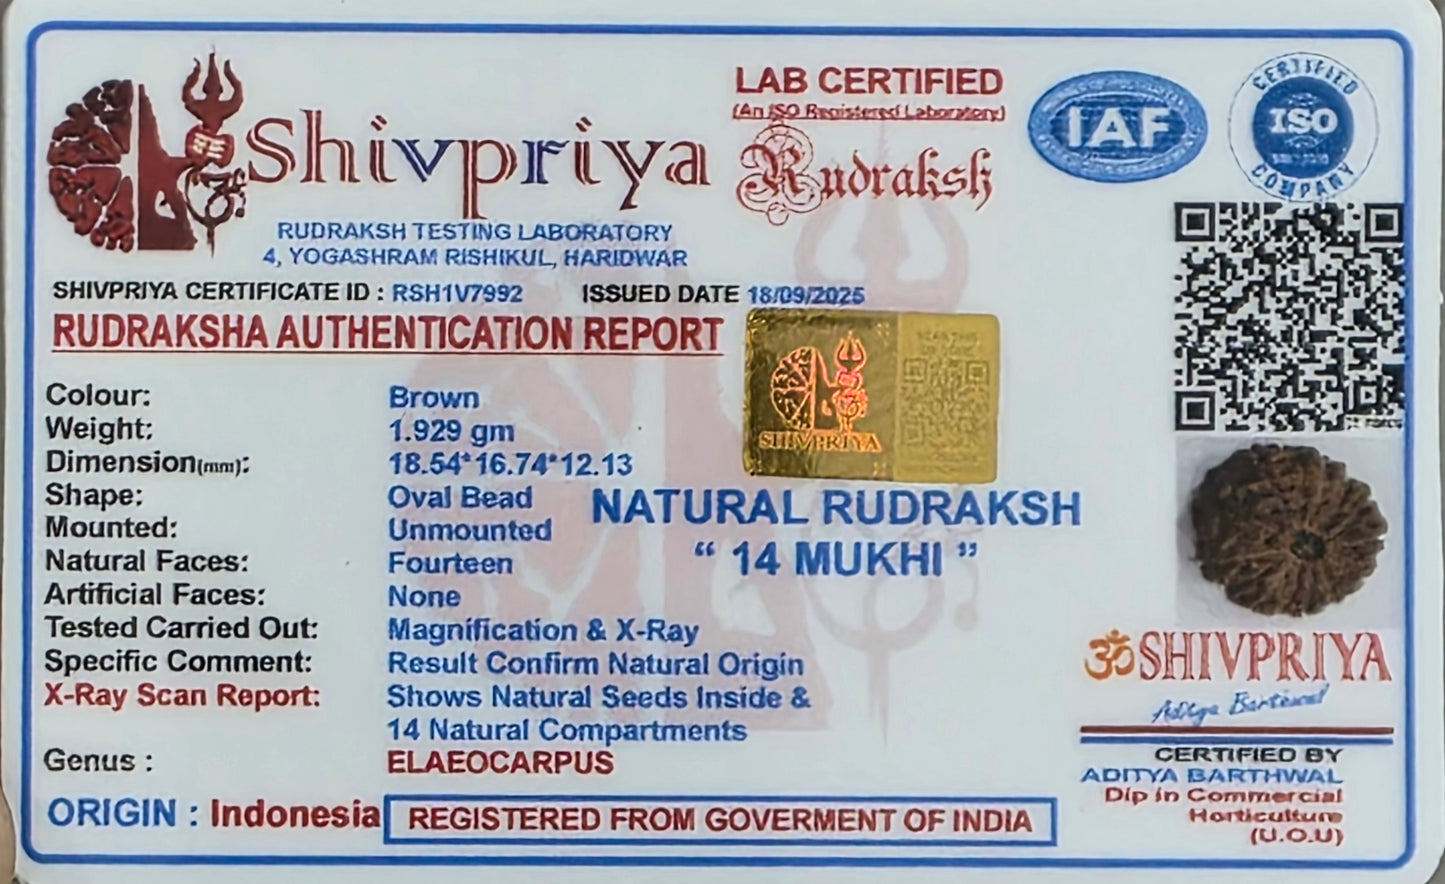 Shivpriya
RUDRAKSH TESTING LABORATORY
4, YOGASHRAM RISHIKUL, HARIDWAR
LAB CERTIFIED
(An ISO Registered Laboratory)
Rudraksh
IAF
CERTIFIED
ISO
COMPANY
SHIVPRIYA CERTIFICATE ID : RSH1V7992 ISSUED DATE 18/09/2025
RUDRAKSHA AUTHENTICATION REPORT
SHIVPRIYA
Colour: Brown
Weight: 1.929 gm
Dimension(mm): 18.54*16.74*12.13
Shape: Oval Bead
Mounted: Unmounted
Natural Faces: Fourteen
Artificial Faces: None
Tested Carried Out: Magnification & X-Ray
Specific Comment: Result Confirm Natural Origin
X-Ray Scan Report: Shows Natural Seeds Inside &
14 Natural Compartments
Genus : ELAEOCARPUS
ORIGIN : Indonesia
REGISTERED FROM GOVERMENT OF INDIA
NATURAL RUDRAKSH
“ 14 MUKHI ”
ॐ SHIVPRIYA
Aditya Barthwal
CERTIFIED BY
ADITYA BARTHWAL
Dip in Commercial
Horticulture
(U.O.U)